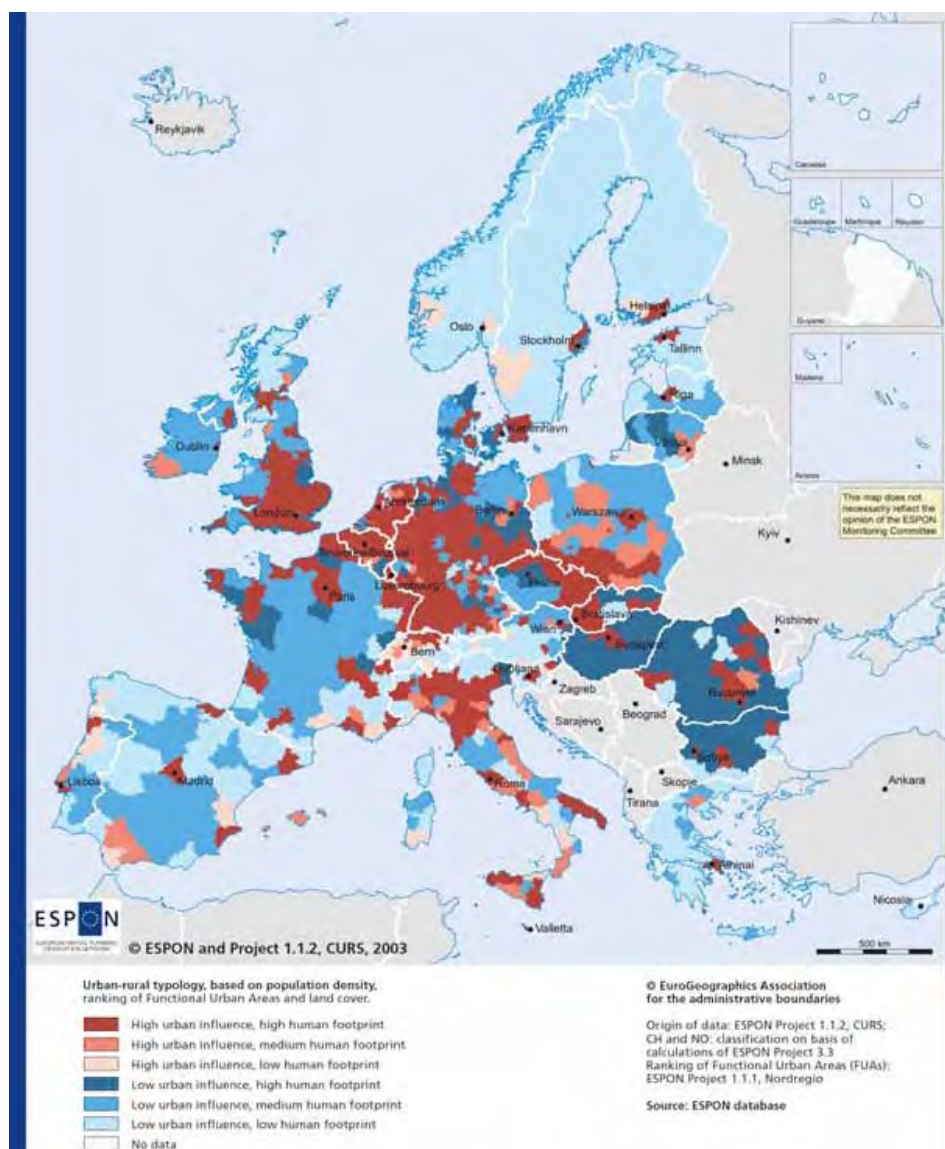 Reykjavik
Canarias
Guadeloupe
Martinique
Réunion
Guyane
Helsinki
Oslo
Stockholm
Tallinn
Riga
Madeira
Dublin
København
Vilnius
Minsk
Acores
This map does not
necessarily reflect the
opinion of the ESPON
Monitoring Committee
London
Amsterdam
Berlin
Warszawa
Kyiv
Luxembourg
Paris
Kishinev
Wien
Bratislava
Bern
Budapest
Ljubljana
Zagreb
Bucureşti
Beograd
Sarajevo
Sofiya
Lisboa
Madrid
Roma
Skopje
Tirana
Ankara
Athinai
Nicosia
Valletta
ESPON
© ESPON and Project 1.1.2, CURS, 2003
500 km
Urban-rural typology, based on population density,
ranking of Functional Urban Areas and land cover.
High urban influence, high human footprint
High urban influence, medium human footprint
High urban influence, low human footprint
Low urban influence, high human footprint
Low urban influence, medium human footprint
Low urban influence, low human footprint
No data
© EuroGeographics Association
for the administrative boundaries
Origin of data: ESPON Project 1.1.2, CURS;
CH and NO: classification on basis of
calculations of ESPON Project 3.3
Ranking of Functional Urban Areas (FUAs):
ESPON Project 1.1.1, Nordregio
Source: ESPON database